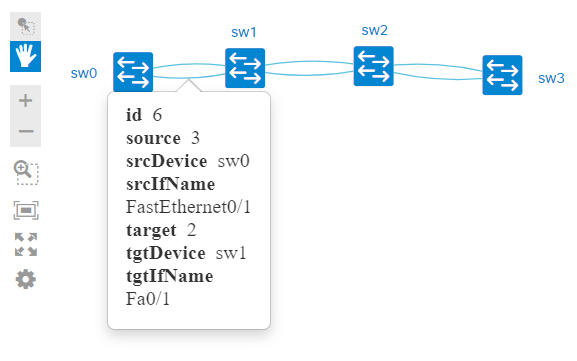 sw0
sw1
sw2
sw3
id 6
source 3
srcDevice sw0
srcIfName
FastEthernet0/1
target 2
tgtDevice sw1
tgtIfName
Fa0/1